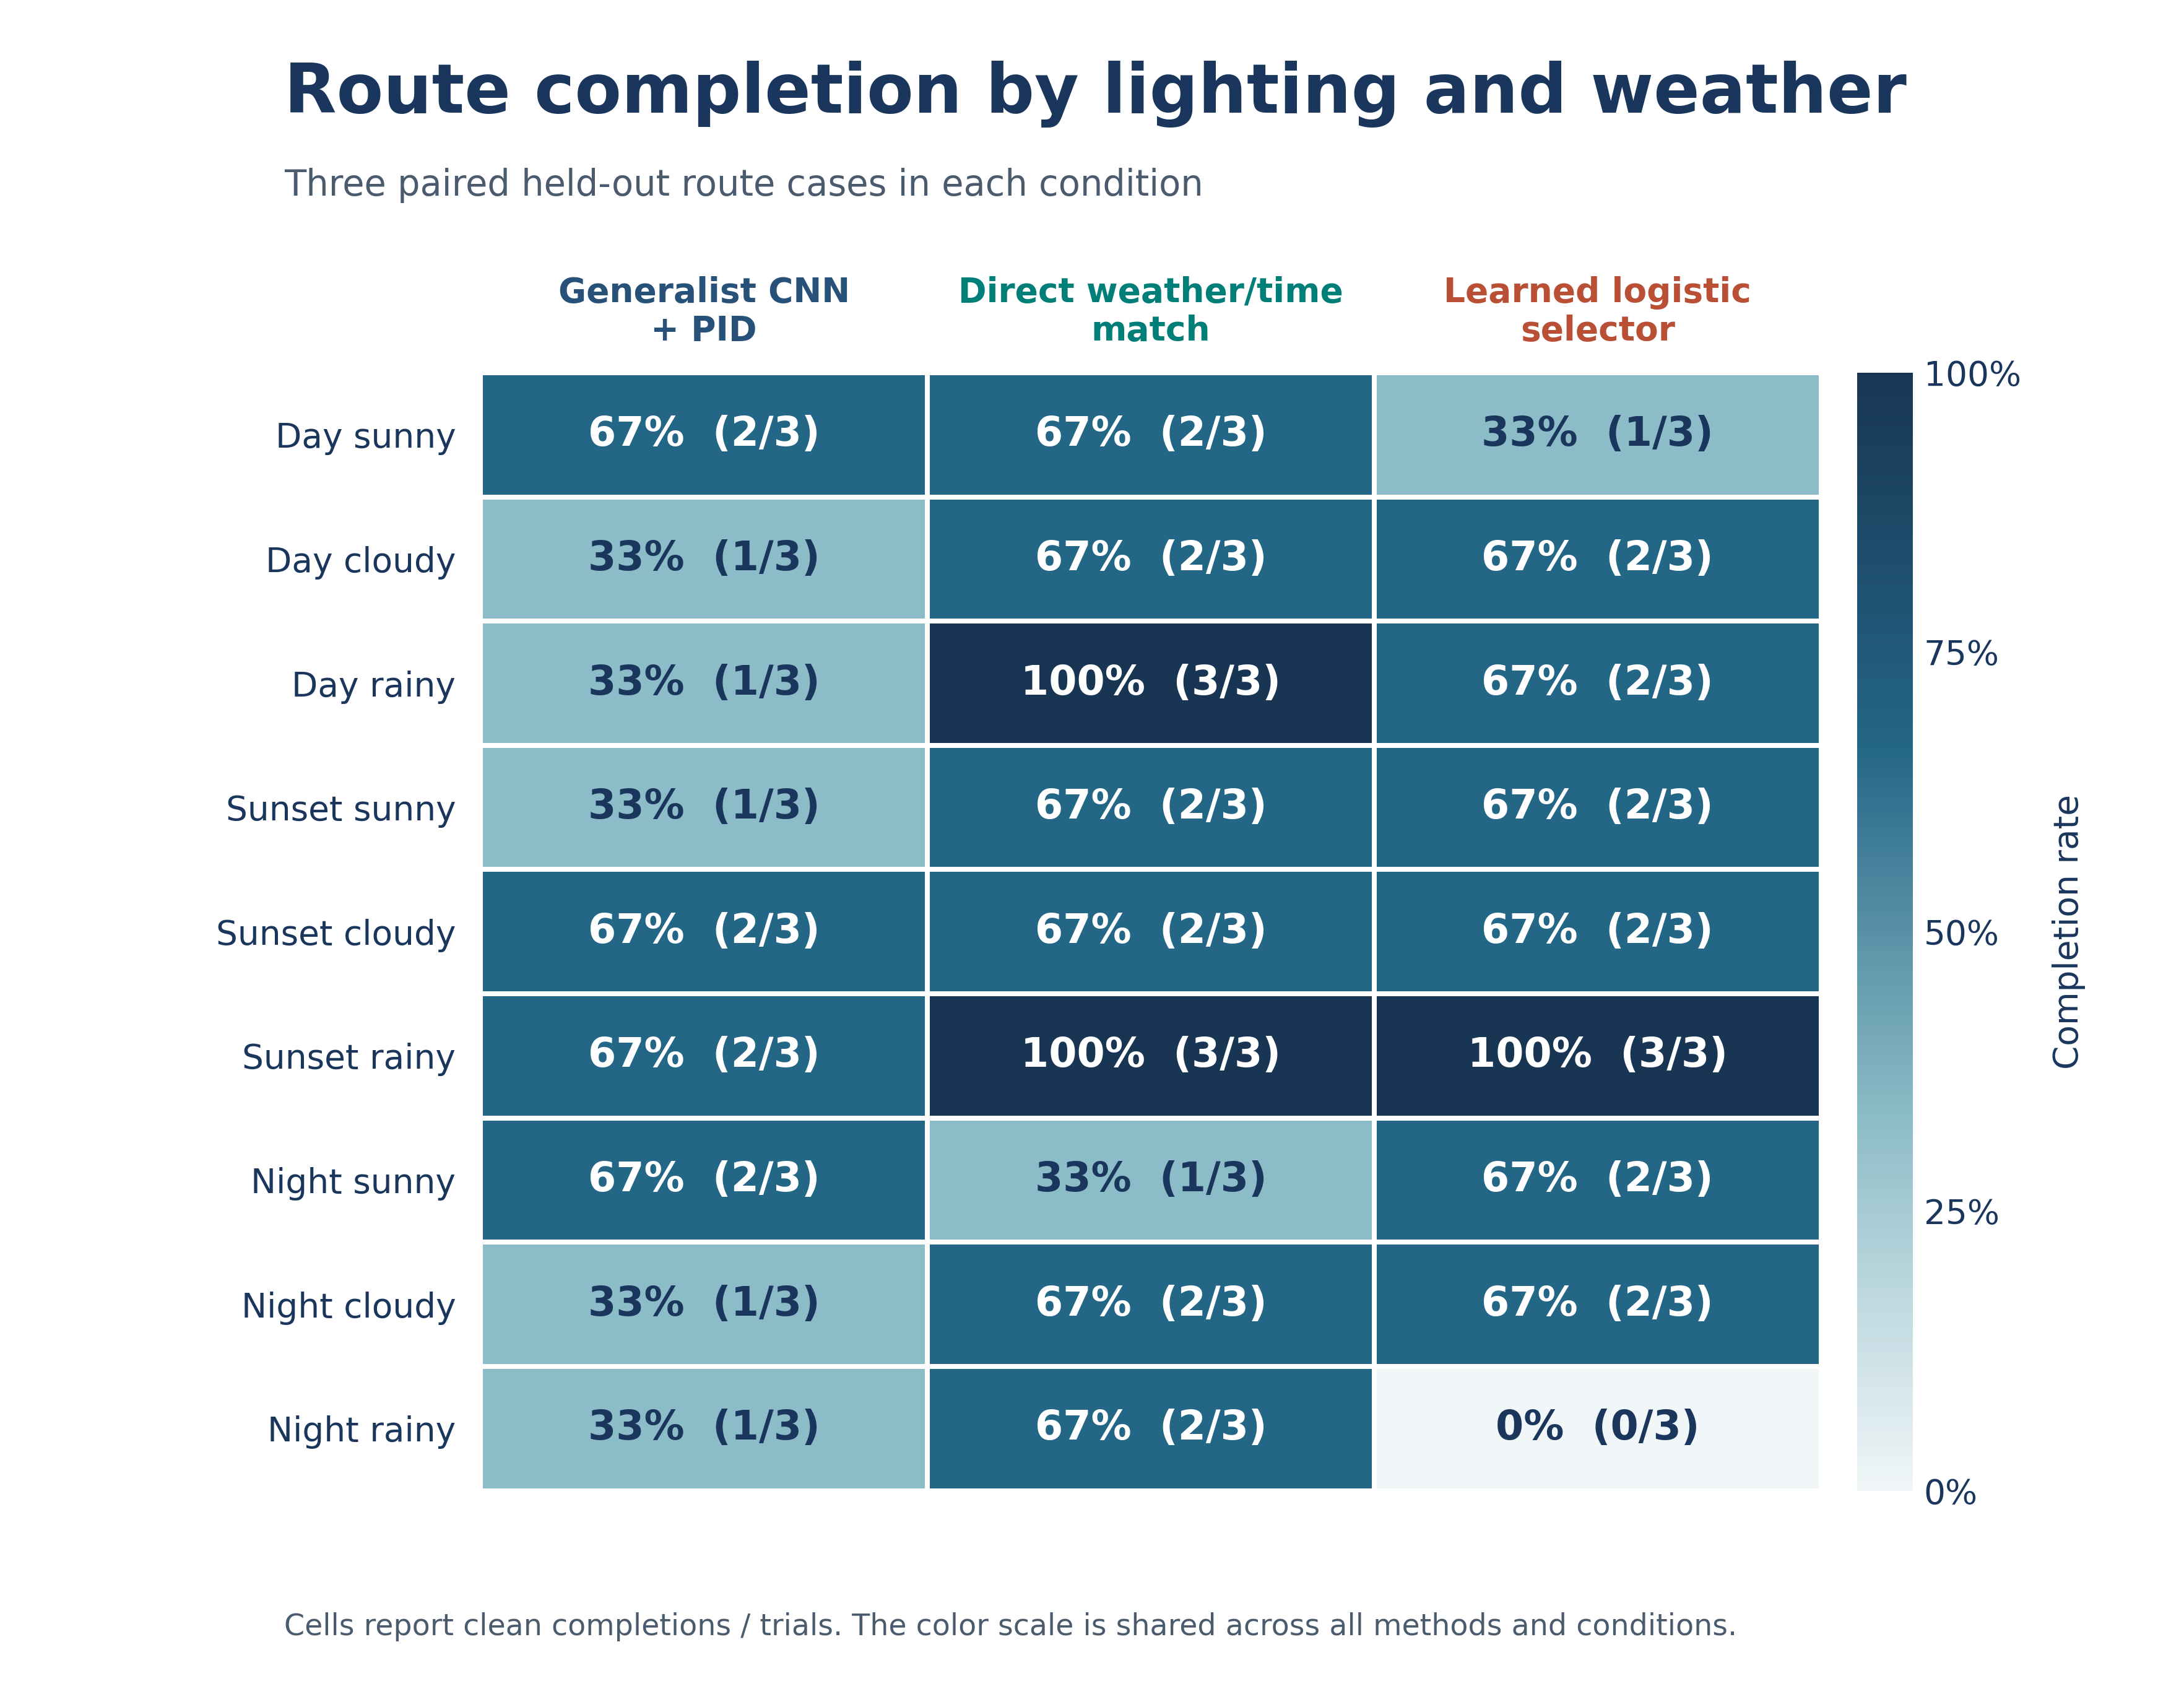 Route completion by lighting and weather
Three paired held-out route cases in each condition
Generalist CNN
+ PID
Direct weather/time
match
Learned logistic
selector
Day sunny 67% (2/3) 67% (2/3) 33% (1/3)
Day cloudy 33% (1/3) 67% (2/3) 67% (2/3)
Day rainy 33% (1/3) 100% (3/3) 67% (2/3)
Sunset sunny 33% (1/3) 67% (2/3) 67% (2/3)
Sunset cloudy 67% (2/3) 67% (2/3) 67% (2/3)
Sunset rainy 67% (2/3) 100% (3/3) 100% (3/3)
Night sunny 67% (2/3) 33% (1/3) 67% (2/3)
Night cloudy 33% (1/3) 67% (2/3) 67% (2/3)
Night rainy 33% (1/3) 67% (2/3) 0% (0/3)
100%
75%
50%
25%
0%
Completion rate
Cells report clean completions / trials. The color scale is shared across all methods and conditions.